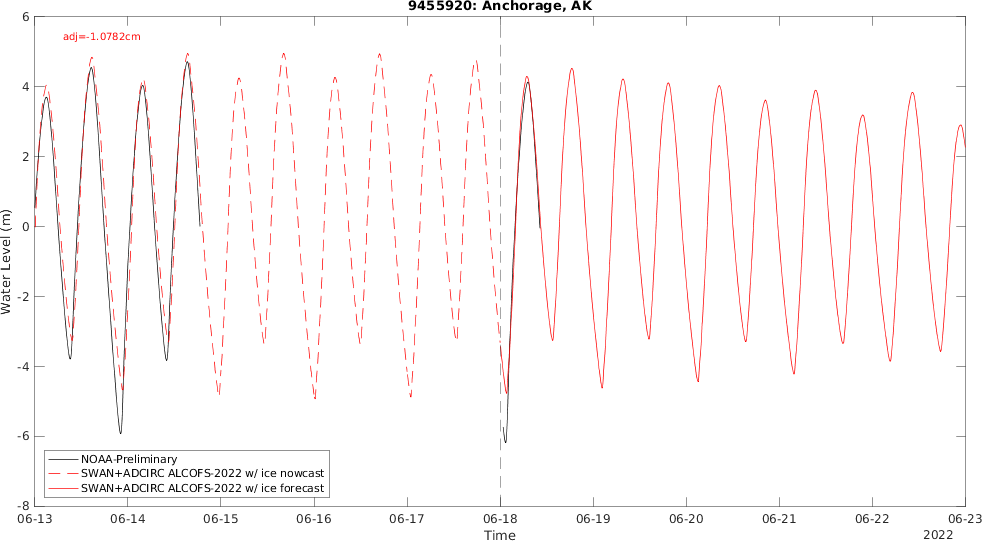 9455920: Anchorage, AK
adj=-1.0782cm
6
4
2
0
-2
-4
-6
-8
Water Level (m)
NOAA-Preliminary
SWAN+ADCIRC ALCOFS-2022 w/ ice nowcast
SWAN+ADCIRC ALCOFS-2022 w/ ice forecast
06-13 06-14 06-15 06-16 06-17 06-18 06-19 06-20 06-21 06-22 06-23
Time
2022